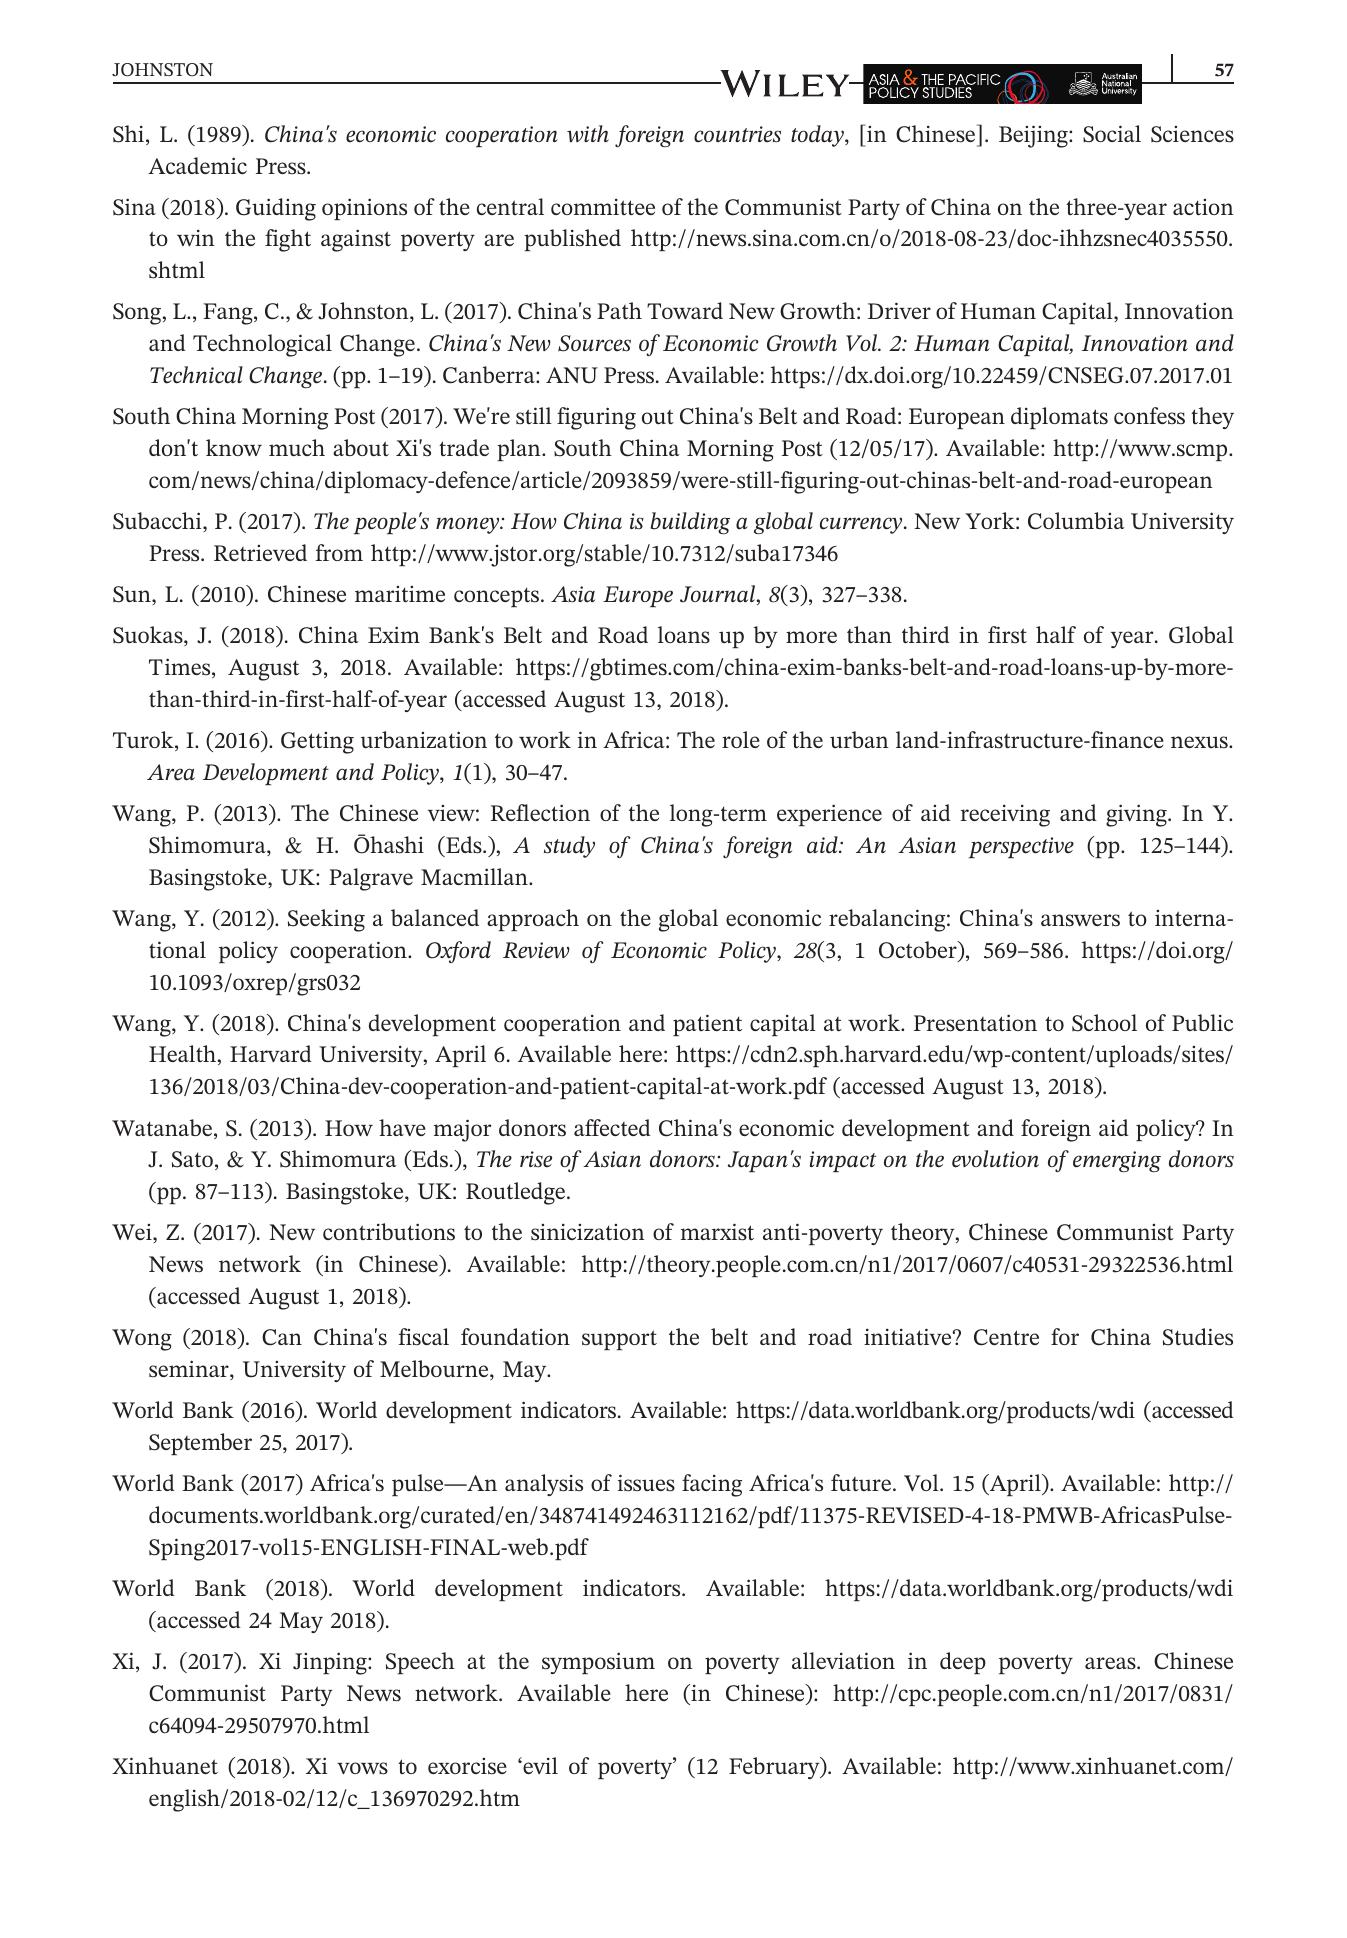 JOHNSTON
WILEY
ASIA & THE PACIFIC
POLICY STUDIES
Australian
National
University
57
Shi, L. (1989). China's economic cooperation with foreign countries today, [in Chinese]. Beijing: Social Sciences
Academic Press.
Sina (2018). Guiding opinions of the central committee of the Communist Party of China on the three-year action
to win the fight against poverty are published http://news.sina.com.cn/o/2018-08-23/doc-ihhzsnec4035550.
shtml
Song, L., Fang, C., & Johnston, L. (2017). China's Path Toward New Growth: Driver of Human Capital, Innovation
and Technological Change. China's New Sources of Economic Growth Vol. 2: Human Capital, Innovation and
Technical Change. (pp. 1–19). Canberra: ANU Press. Available: https://dx.doi.org/10.22459/CNSEG.07.2017.01
South China Morning Post (2017). We're still figuring out China's Belt and Road: European diplomats confess they
don't know much about Xi's trade plan. South China Morning Post (12/05/17). Available: http://www.scmp.
com/news/china/diplomacy-defence/article/2093859/were-still-figuring-out-chinas-belt-and-road-european
Subacchi, P. (2017). The people's money: How China is building a global currency. New York: Columbia University
Press. Retrieved from http://www.jstor.org/stable/10.7312/suba17346
Sun, L. (2010). Chinese maritime concepts. Asia Europe Journal, 8(3), 327–338.
Suokas, J. (2018). China Exim Bank's Belt and Road loans up by more than third in first half of year. Global
Times, August 3, 2018. Available: https://gbtimes.com/china-exim-banks-belt-and-road-loans-up-by-more-
than-third-in-first-half-of-year (accessed August 13, 2018).
Turok, I. (2016). Getting urbanization to work in Africa: The role of the urban land-infrastructure-finance nexus.
Area Development and Policy, 1(1), 30–47.
Wang, P. (2013). The Chinese view: Reflection of the long-term experience of aid receiving and giving. In Y.
Shimomura, & H. Ōhashi (Eds.), A study of China's foreign aid: An Asian perspective (pp. 125–144).
Basingstoke, UK: Palgrave Macmillan.
Wang, Y. (2012). Seeking a balanced approach on the global economic rebalancing: China's answers to interna-
tional policy cooperation. Oxford Review of Economic Policy, 28(3, 1 October), 569–586. https://doi.org/
10.1093/oxrep/grs032
Wang, Y. (2018). China's development cooperation and patient capital at work. Presentation to School of Public
Health, Harvard University, April 6. Available here: https://cdn2.sph.harvard.edu/wp-content/uploads/sites/
136/2018/03/China-dev-cooperation-and-patient-capital-at-work.pdf (accessed August 13, 2018).
Watanabe, S. (2013). How have major donors affected China's economic development and foreign aid policy? In
J. Sato, & Y. Shimomura (Eds.), The rise of Asian donors: Japan's impact on the evolution of emerging donors
(pp. 87–113). Basingstoke, UK: Routledge.
Wei, Z. (2017). New contributions to the sinicization of marxist anti-poverty theory, Chinese Communist Party
News network (in Chinese). Available: http://theory.people.com.cn/n1/2017/0607/c40531-29322536.html
(accessed August 1, 2018).
Wong (2018). Can China's fiscal foundation support the belt and road initiative? Centre for China Studies
seminar, University of Melbourne, May.
World Bank (2016). World development indicators. Available: https://data.worldbank.org/products/wdi (accessed
September 25, 2017).
World Bank (2017) Africa's pulse—An analysis of issues facing Africa's future. Vol. 15 (April). Available: http://
documents.worldbank.org/curated/en/348741492463112162/pdf/11375-REVISED-4-18-PMWB-AfricasPulse-
Sping2017-vol15-ENGLISH-FINAL-web.pdf
World Bank (2018). World development indicators. Available: https://data.worldbank.org/products/wdi
(accessed 24 May 2018).
Xi, J. (2017). Xi Jinping: Speech at the symposium on poverty alleviation in deep poverty areas. Chinese
Communist Party News network. Available here (in Chinese): http://cpc.people.com.cn/n1/2017/0831/
c64094-29507970.html
Xinhuanet (2018). Xi vows to exorcise ‘evil of poverty’ (12 February). Available: http://www.xinhuanet.com/
english/2018-02/12/c_136970292.htm